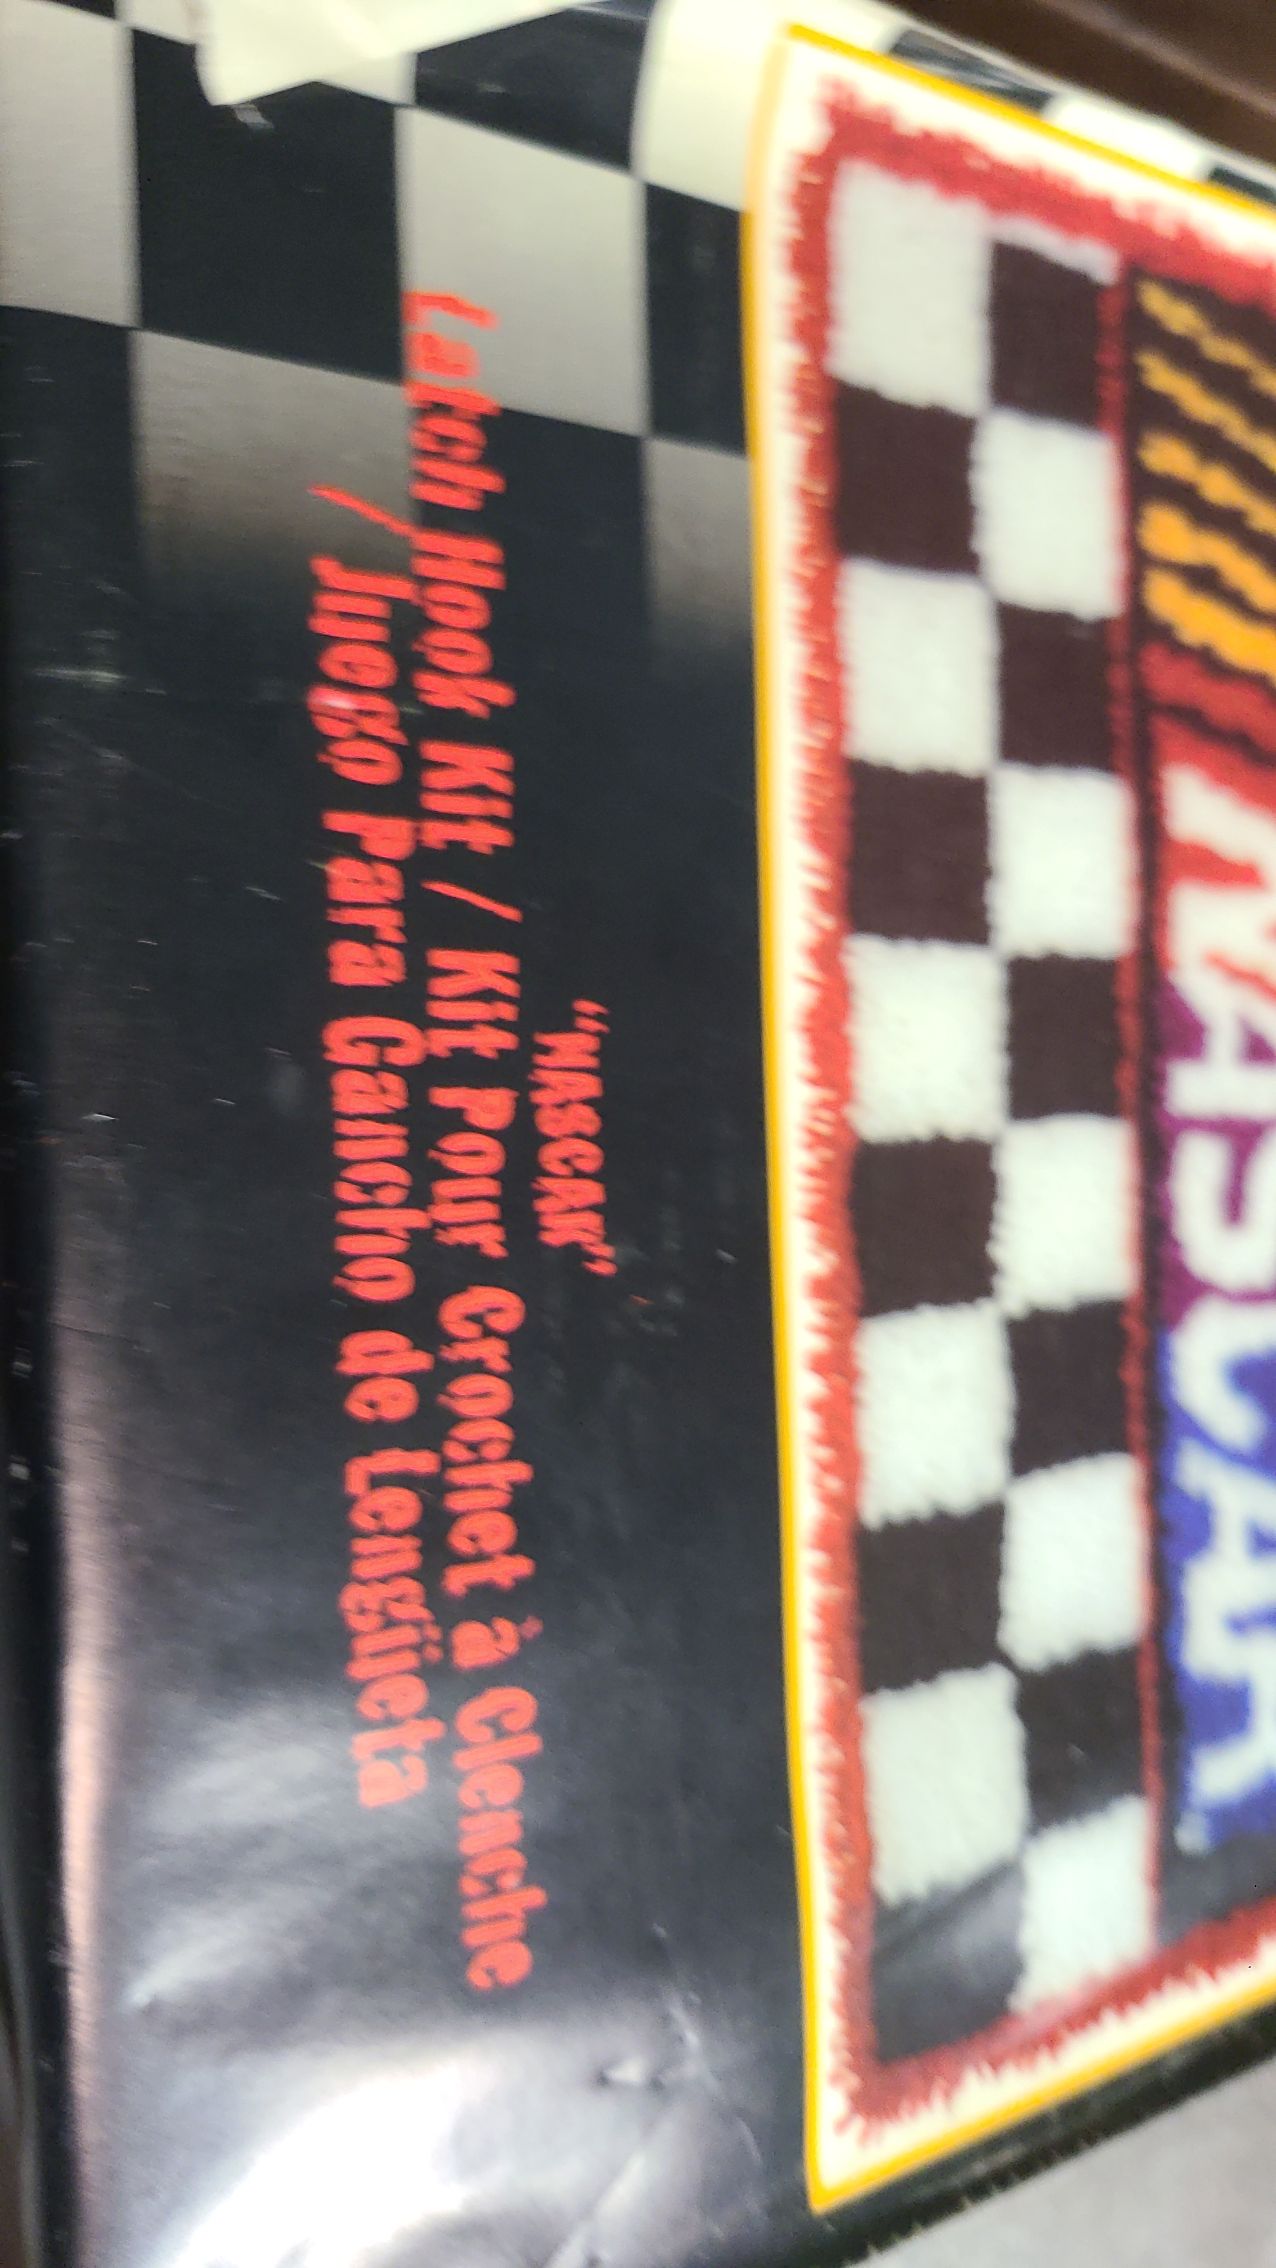 "NASCAR"
Latch Hook Kit / Kit Pour Crochet à Clenche
/ Juego Para Gancho de Lengüeta
NASCAR